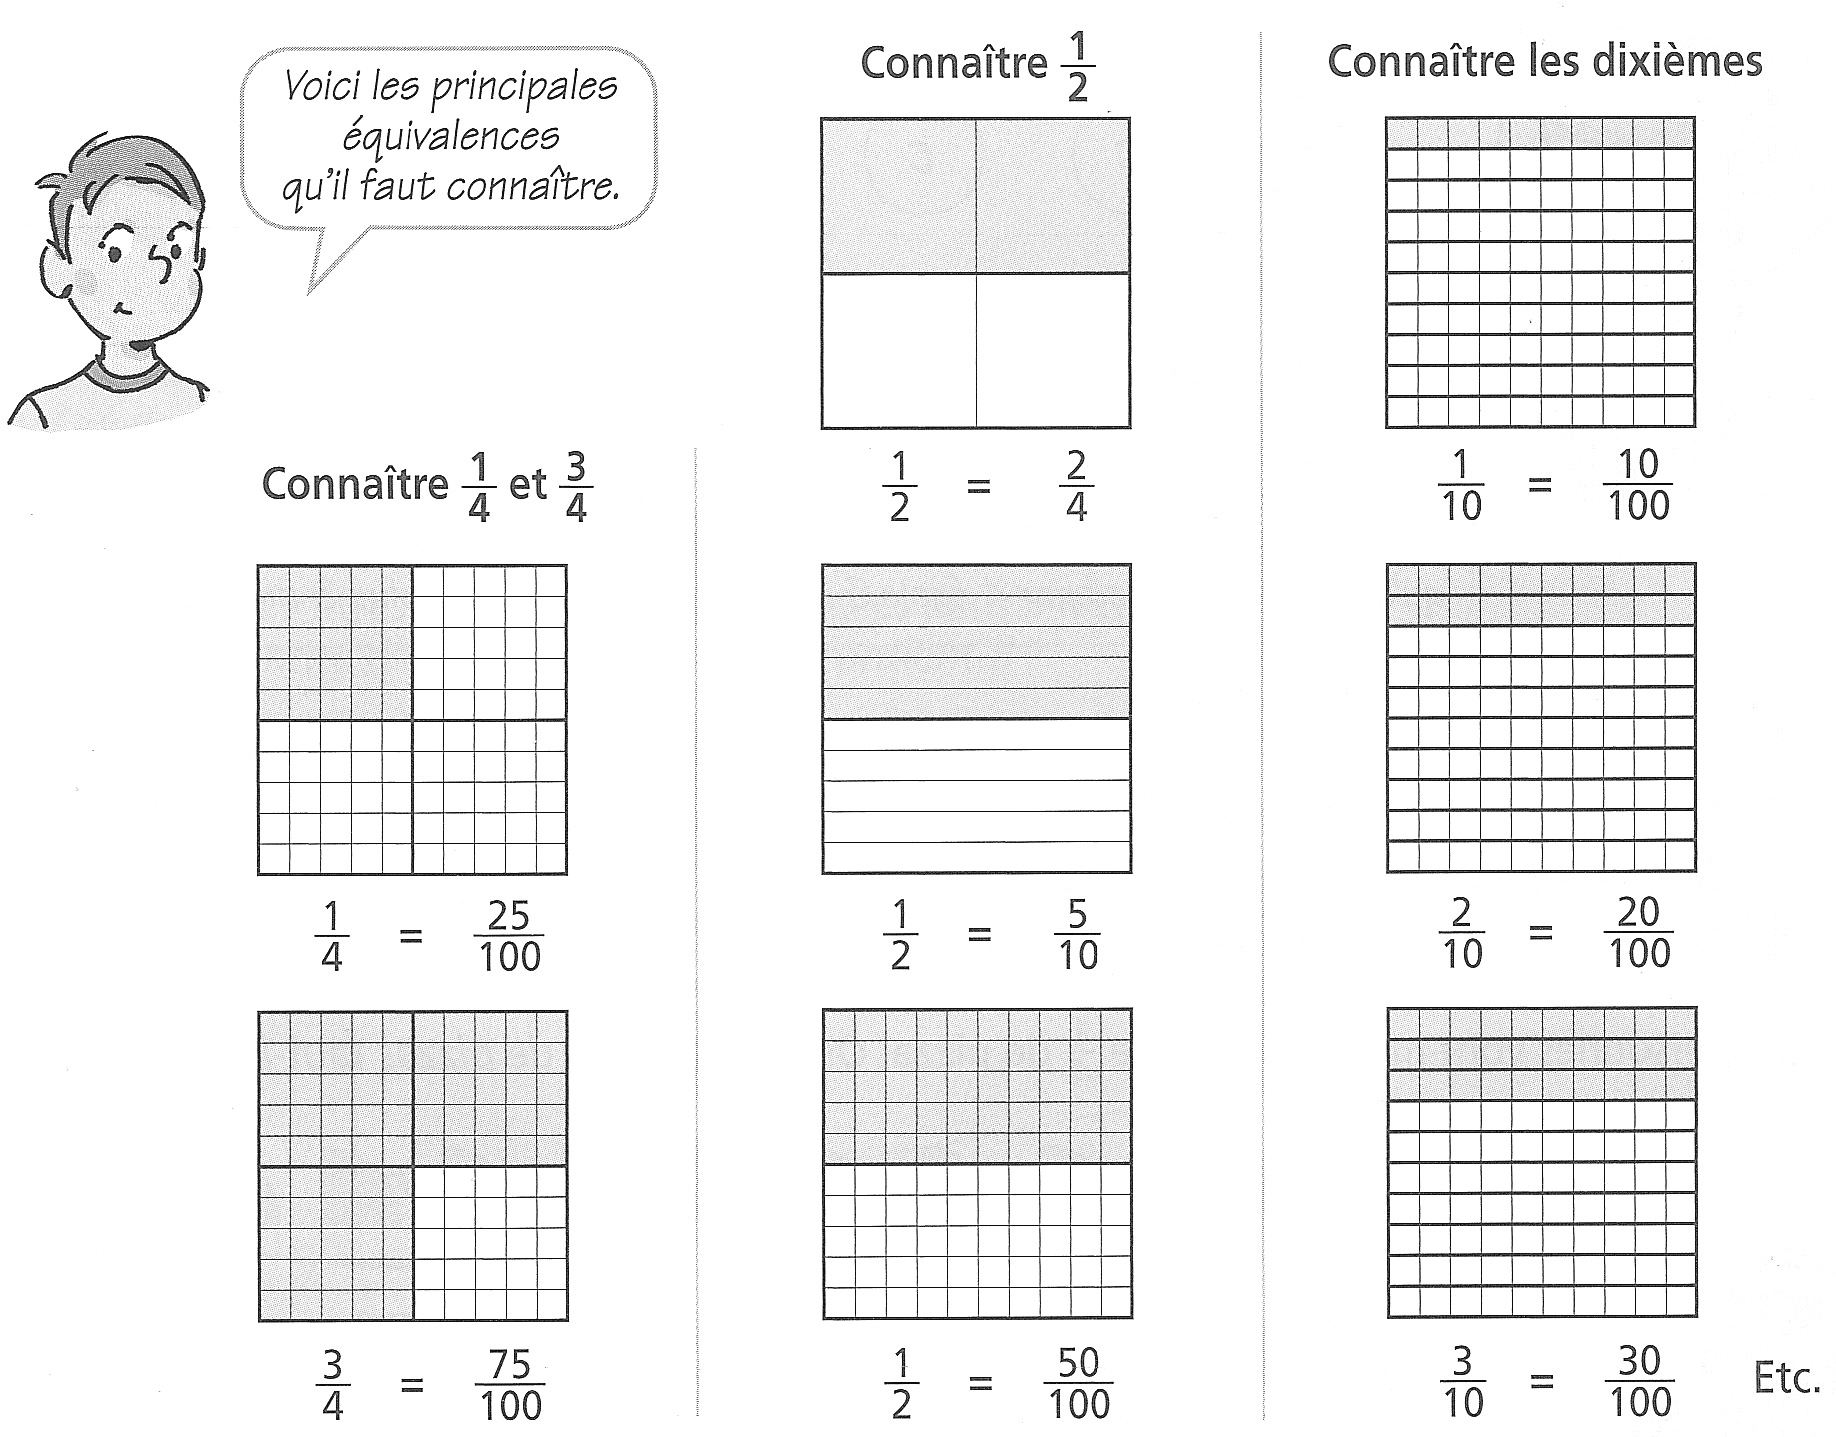 Voici les principales
équivalences
qu'il faut connaître.
Connaître 1/4 et 3/4
1/4 = 25/100
3/4 = 75/100
Connaître 1/2
1/2 = 2/4
1/2 = 5/10
1/2 = 50/100
Connaître les dixièmes
1/10 = 10/100
2/10 = 20/100
3/10 = 30/100 Etc.